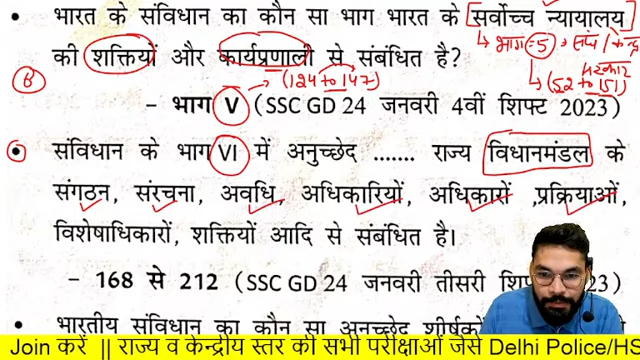 • भारत के संविधान का कौन सा भाग भारत के सर्वोच्च न्यायालय
↳ भाग = 5
की शक्तियों और कार्यप्रणाली से संबंधित है?
(52 to 151)
B
(124 to 147)
– भाग V (SSC GD 24 जनवरी 4वीं शिफ्ट 2023)
• संविधान के भाग VI में अनुच्छेद ....... राज्य विधानमंडल के
संगठन, संरचना, अवधि, अधिकारियों, अधिकारों ,प्रक्रियाओं,
विशेषाधिकारों, शक्तियों आदि से संबंधित है।
– 168 से 212 (SSC GD 24 जनवरी तीसरी शि 23)
• भारतीय संविधान का कौन सा अनुच्छेद शीर्षक
Join करें || राज्य व केन्द्रीय स्तर की सभी परीक्षाओं जैसे Delhi Police/HS